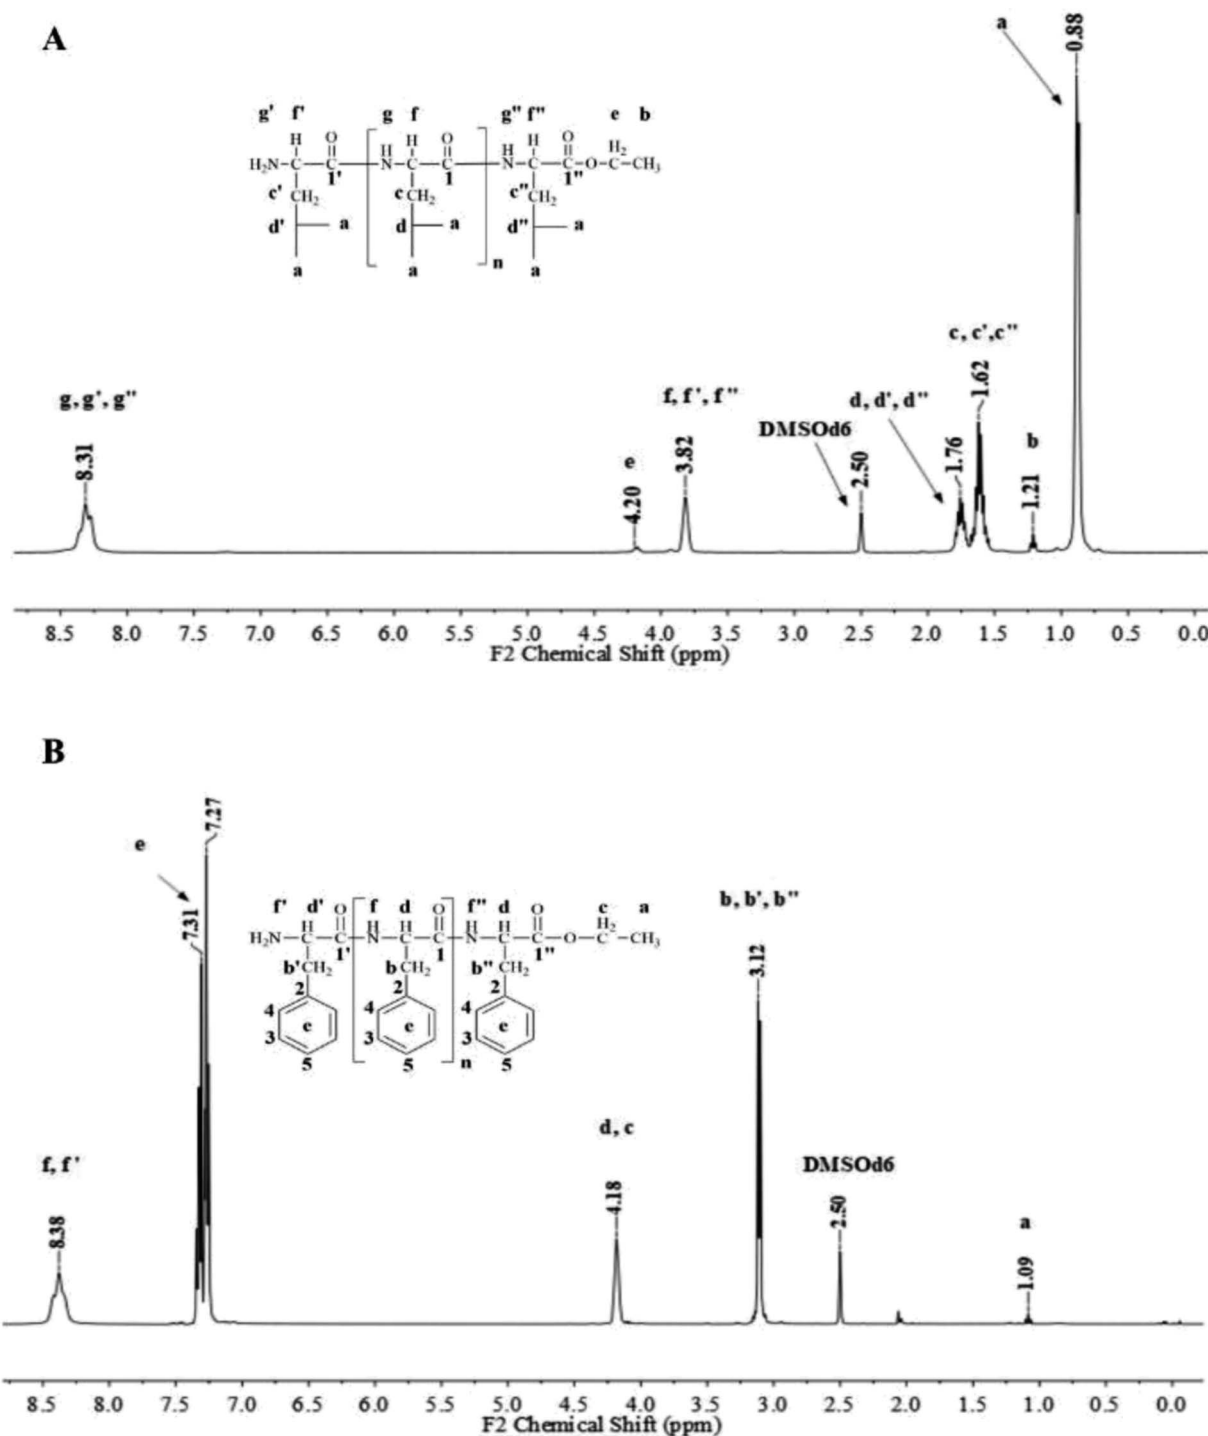 A
a
0.88
g' f' g f g" f" e b
H O H H O H H O H₂
H₂N C C N C C N C C O C CH₃
1' 1 1"
c' CH₂ c CH₂ c" CH₂
d' a d a d" a
a a n a
c, c',c"
1.62
g, g', g"
f, f', f"
d, d', d"
DMSOd6
8.31
e
4.20
3.82
2.50
1.76
b
1.21
8.5 8.0 7.5 7.0 6.5 6.0 5.5 5.0 4.5 4.0 3.5 3.0 2.5 2.0 1.5 1.0 0.5 0.0
F2 Chemical Shift (ppm)
B
e
7.31
7.27
f' d' f d f" d c a
H O H H O H H O H₂
H₂N C C N C C N C C O C CH₃
1' 1 1"
b' CH₂ b CH₂ b" CH₂
2 2 2
4 4 4
e e e
3 3 3
5 5 n 5
b, b', b"
3.12
d, c
4.18
f, f'
8.38
DMSOd6
2.50
a
1.09
8.5 8.0 7.5 7.0 6.5 6.0 5.5 5.0 4.5 4.0 3.5 3.0 2.5 2.0 1.5 1.0 0.5 0.0
F2 Chemical Shift (ppm)